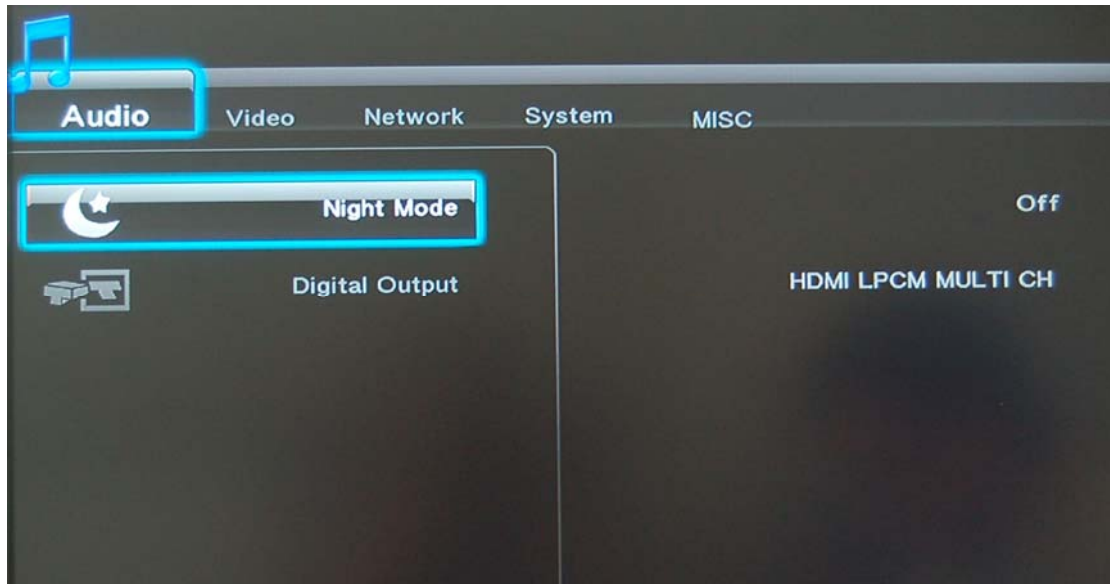 Audio Video Network System MISC
Night Mode Off
Digital Output HDMI LPCM MULTI CH